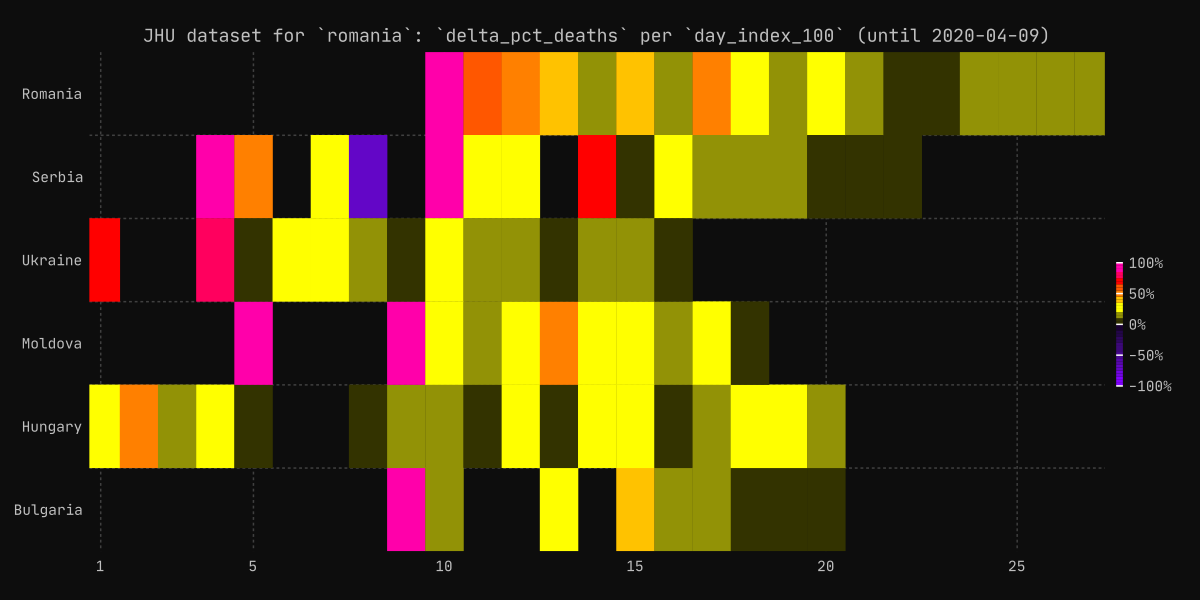 JHU dataset for `romania`: `delta_pct_deaths` per `day_index_100` (until 2020-04-09)
Romania
Serbia
Ukraine
Moldova
Hungary
Bulgaria
100%
50%
0%
-50%
-100%
1 5 10 15 20 25